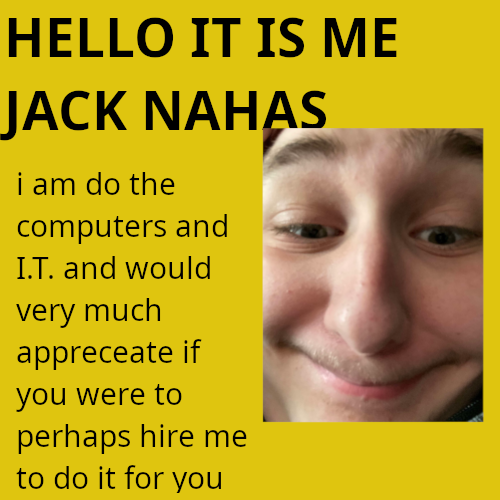 HELLO IT IS ME
JACK NAHAS
i am do the
computers and
I.T. and would
very much
appreceate if
you were to
perhaps hire me
to do it for you